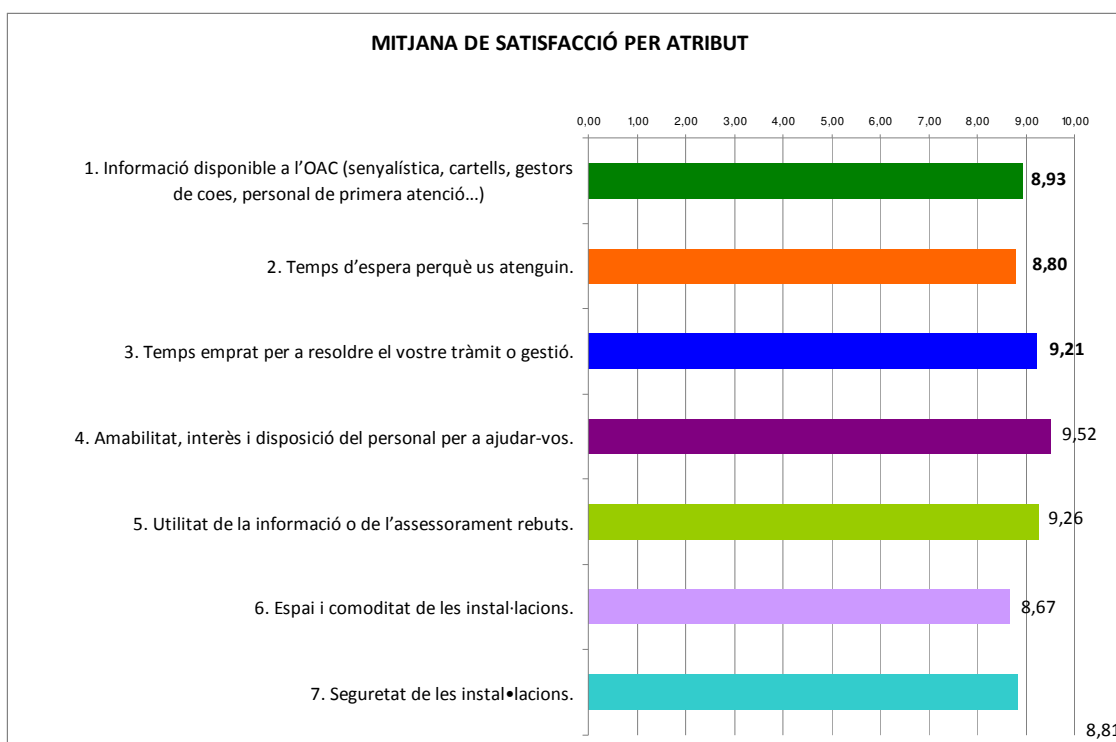 MITJANA DE SATISFACCIÓ PER ATRIBUT
0,00 1,00 2,00 3,00 4,00 5,00 6,00 7,00 8,00 9,00 10,00
1. Informació disponible a l’OAC (senyalística, cartells, gestors
de coes, personal de primera atenció...)
8,93
2. Temps d’espera perquè us atenguin.
8,80
3. Temps emprat per a resoldre el vostre tràmit o gestió.
9,21
4. Amabilitat, interès i disposició del personal per a ajudar-vos.
9,52
5. Utilitat de la informació o de l’assessorament rebuts.
9,26
6. Espai i comoditat de les instal·lacions.
8,67
7. Seguretat de les instal•lacions.
8,81